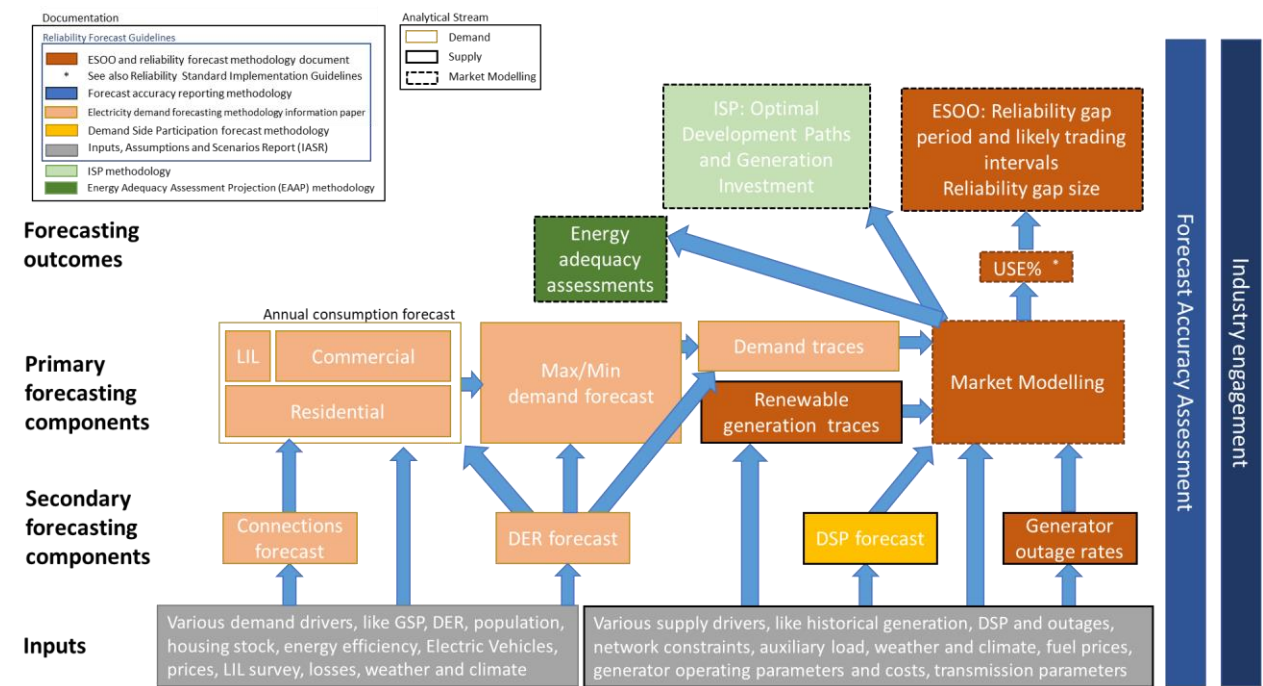 Documentation
Reliability Forecast Guidelines
ESOO and reliability forecast methodology document
* See also Reliability Standard Implementation Guidelines
Forecast accuracy reporting methodology
Electricity demand forecasting methodology information paper
Demand Side Participation forecast methodology
Inputs, Assumptions and Scenarios Report (IASR)
ISP methodology
Energy Adequacy Assessment Projection (EAAP) methodology
Analytical Stream
Demand
Supply
Market Modelling
Forecasting
outcomes
ISP: Optimal
Development Paths
and Generation
Investment
ESOO: Reliability gap
period and likely trading
intervals
Reliability gap size
Energy
adequacy
assessments
USE% *
Primary
forecasting
components
Annual consumption forecast
LIL
Commercial
Residential
Max/Min
demand forecast
Demand traces
Renewable
generation traces
Market Modelling
Secondary
forecasting
components
Connections
forecast
DER forecast
DSP forecast
Generator
outage rates
Inputs
Various demand drivers, like GSP, DER, population,
housing stock, energy efficiency, Electric Vehicles,
prices, LIL survey, losses, weather and climate
Various supply drivers, like historical generation, DSP and outages,
network constraints, auxiliary load, weather and climate, fuel prices,
generator operating parameters and costs, transmission parameters
Forecast Accuracy Assessment
Industry engagement